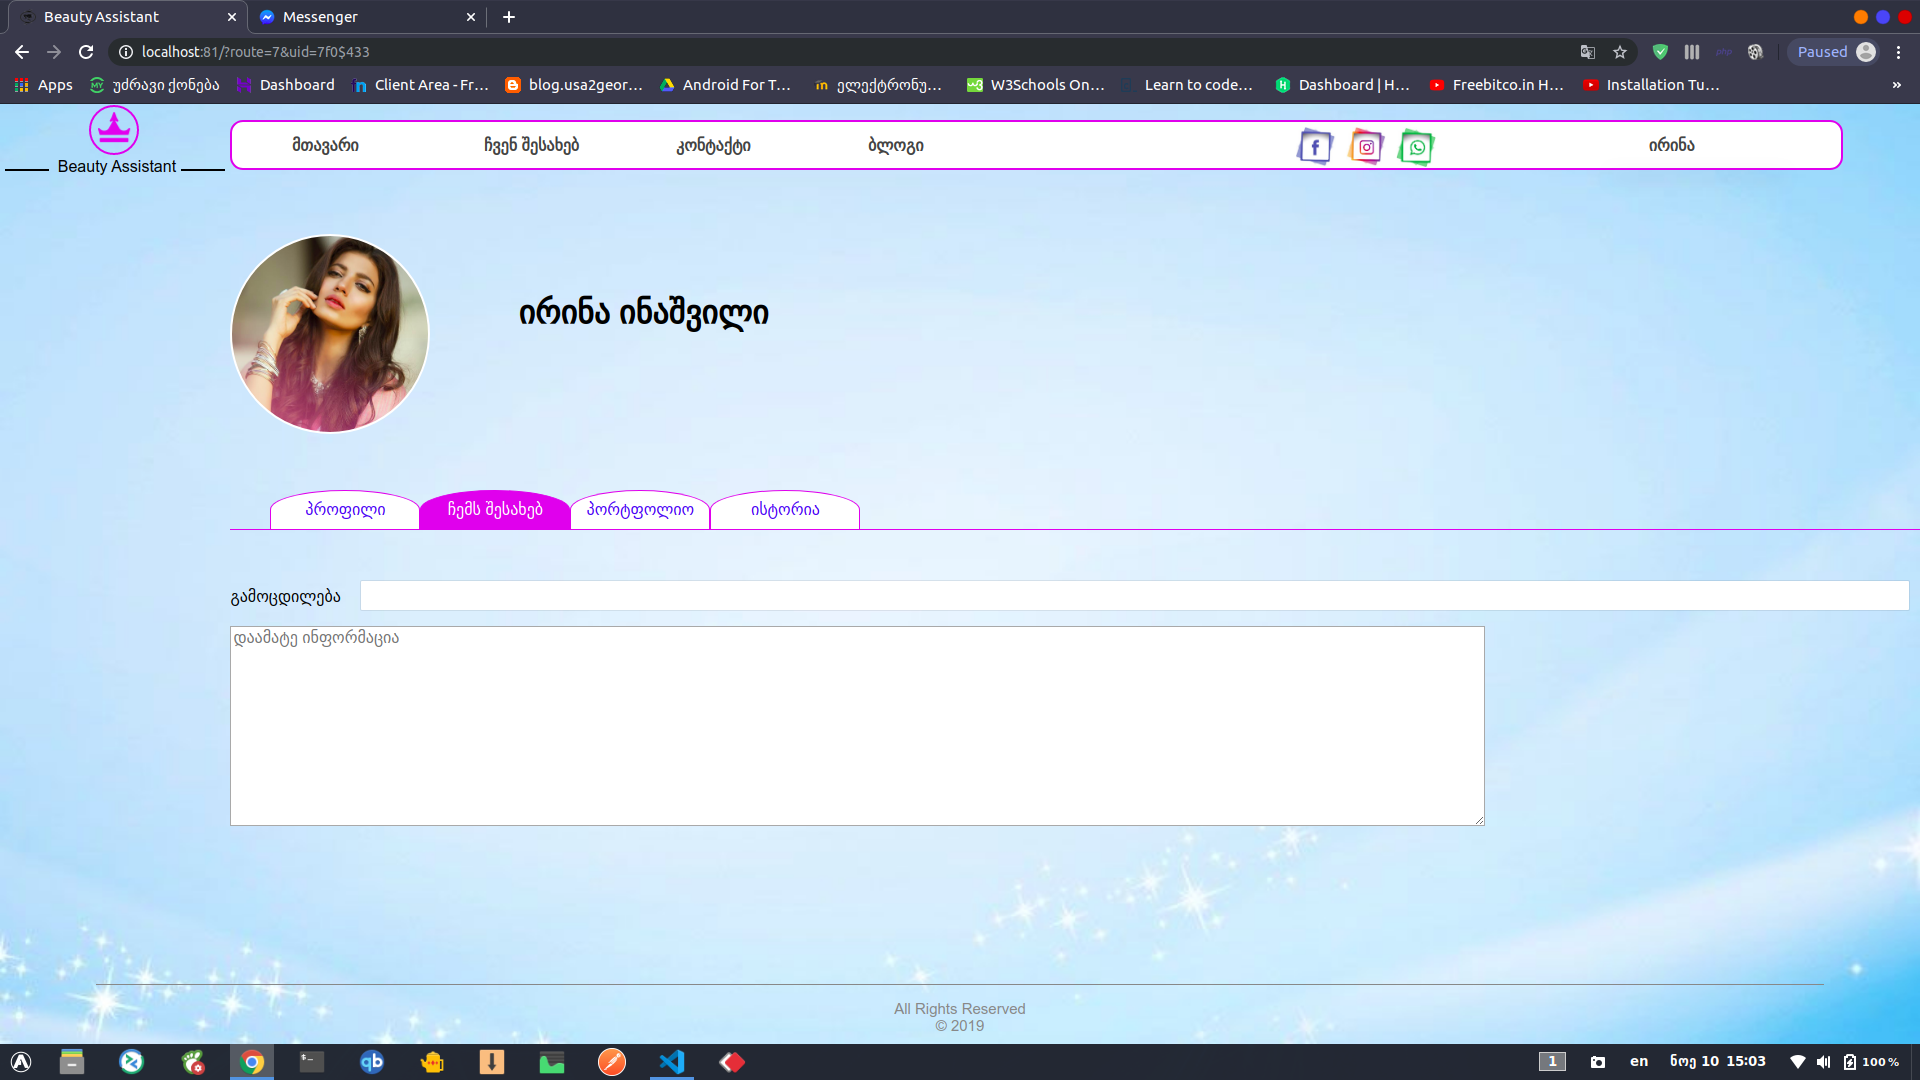 Beauty Assistant
Messenger
localhost:81/?route=7&uid=7f0$433
Paused
Apps
უძრავი ქონება
Dashboard
Client Area - Fr...
blog.usa2geor...
Android For T...
ელექტრონუ...
W3Schools On...
Learn to code...
Dashboard | H...
Freebitco.in H...
Installation Tu...
»
Beauty Assistant
მთავარი
ჩვენ შესახებ
კონტაქტი
ბლოგი
ირინა
ირინა ინაშვილი
პროფილი
ჩემს შესახებ
პორტფოლიო
ისტორია
გამოცდილება
დაამატე ინფორმაცია
All Rights Reserved
© 2019
1
en
ნოე 10 15:03
100 %